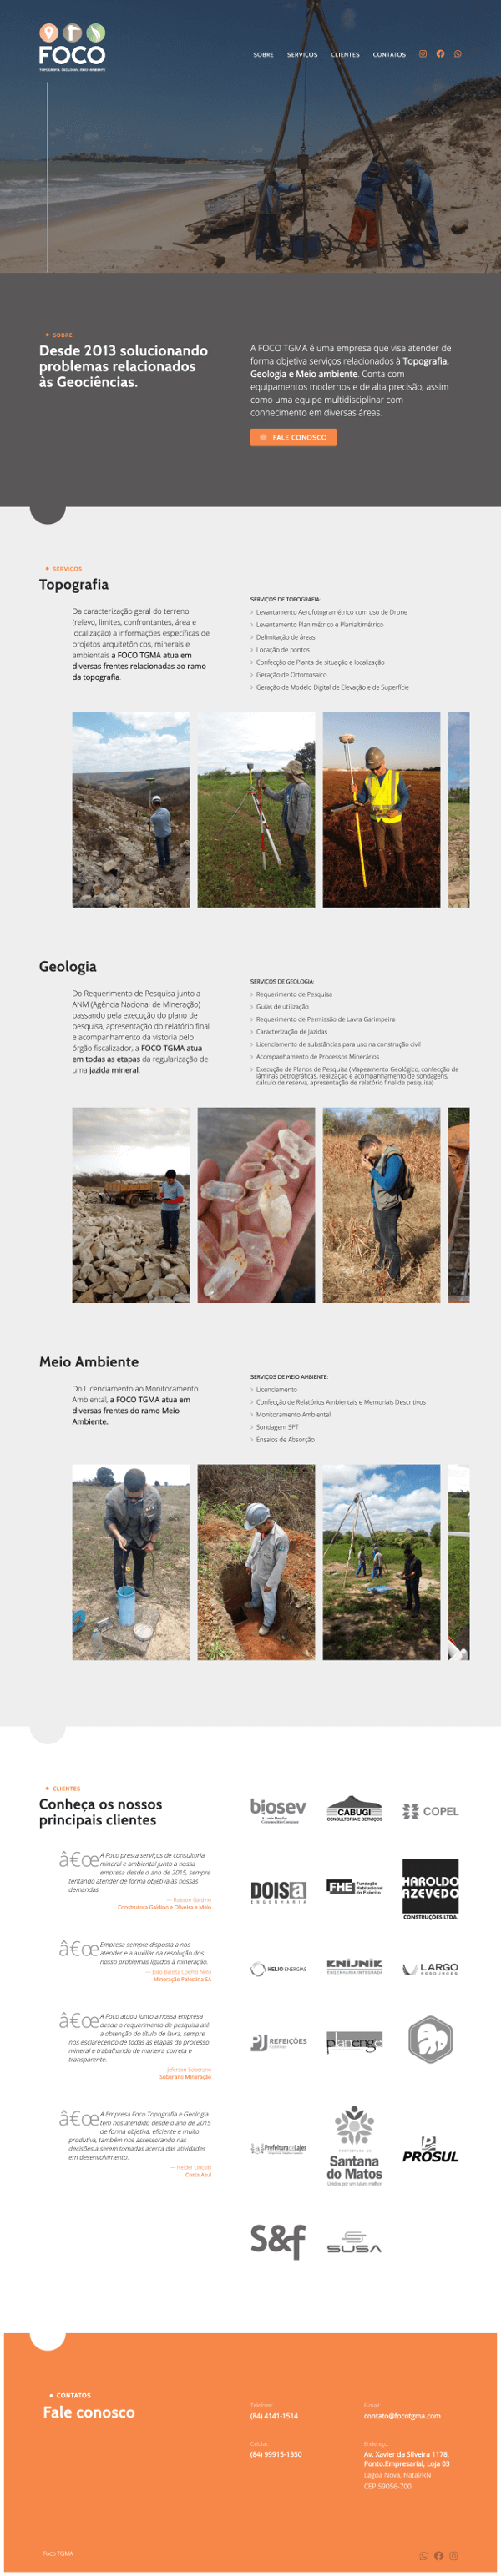 FOCO
TOPOGRAFIA . GEOLOGIA . MEIO AMBIENTE
SOBRE SERVIÇOS CLIENTES CONTATOS
SOBRE
Desde 2013 solucionando
problemas relacionados
às Geociências.
A FOCO TGMA é uma empresa que visa atender de
forma objetiva serviços relacionados à Topografia,
Geologia e Meio ambiente. Conta com
equipamentos modernos e de alta precisão, assim
como uma equipe multidisciplinar com
conhecimento em diversas áreas.
FALE CONOSCO
SERVIÇOS
Topografia
Da caracterização geral do terreno
(relevo, limites, confrontantes, área e
localização) a informações específicas de
projetos arquitetônicos, minerais e
ambientais a FOCO TGMA atua em
diversas frentes relacionadas ao ramo
da topografia.
SERVIÇOS DE TOPOGRAFIA:
Levantamento Aerofotogramétrico com uso de Drone
Levantamento Planimétrico e Planialtimétrico
Delimitação de áreas
Locação de pontos
Confecção de Planta de situação e localização
Geração de Ortomosaico
Geração de Modelo Digital de Elevação e de Superfície
Geologia
Do Requerimento de Pesquisa junto a
ANM (Agência Nacional de Mineração)
passando pela execução do plano de
pesquisa, apresentação do relatório final
e acompanhamento da vistoria pelo
órgão fiscalizador, a FOCO TGMA atua
em todas as etapas da regularização de
uma jazida mineral.
SERVIÇOS DE GEOLOGIA:
Requerimento de Pesquisa
Guias de utilização
Requerimento de Permissão de Lavra Garimpeira
Caracterização de Jazidas
Licenciamento de substâncias para uso na construção civil
Acompanhamento de Processos Minerários
Execução de Planos de Pesquisa (Mapeamento Geológico, confecção de
lâminas petrográficas, realização e acompanhamento de sondagens,
cálculo de reserva, apresentação de relatório final de pesquisa)
Meio Ambiente
Do Licenciamento ao Monitoramento
Ambiental, a FOCO TGMA atua em
diversas frentes do ramo Meio
Ambiente.
SERVIÇOS DE MEIO AMBIENTE:
Licenciamento
Confecção de Relatórios Ambientais e Memoriais Descritivos
Monitoramento Ambiental
Sondagem SPT
Ensaios de Absorção
CLIENTES
Conheça os nossos
principais clientes
â€œ A Foco presta serviços de consultoria
mineral e ambiental junto a nossa
empresa desde o ano de 2015, sempre
tentando atender de forma objetiva às nossas
demandas.
— Robson Galdino
Construtora Galdino e Oliveira e Melo
â€œ Empresa sempre disposta a nos
atender e a auxiliar na resolução dos
nosso problemas ligados à mineração.
— João Batista Coelho Neto
Mineração Palestina SA
â€œ A Foco atuou junto a nossa empresa
desde o requerimento de pesquisa até
a obtenção do título de lavra, sempre
nos esclarecendo de todas as etapas do processo
mineral e trabalhando de maneira correta e
transparente.
— Jeferson Soberano
Soberano Mineração
â€œ A Empresa Foco Topografia e Geologia
tem nos atendido desde o ano de 2015
de forma objetiva, eficiente e muito
produtiva, também nos assessorando nas
decisões a serem tomadas acerca das atividades
em desenvolvimento.
— Helder Lincoln
Costa Azul
biosev
CABUGI
CONSULTORIA E SERVIÇOS
COPEL
DOIS A
ENGENHARIA
FHE Fundação
Habitacional
do Exército
HAROLDO
AZEVEDO
CONSTRUÇÕES LTDA.
HELIO ENERGIAS
KNIJNIK
ENGENHARIA INTEGRADA
LARGO
RESOURCES
PJ REFEIÇÕES
planenge
Prefeitura de Lajes
PREFEITURA DE
Santana
do Matos
Unidos por um futuro melhor
PROSUL
S&f
SUSA
CONTATOS
Fale conosco
Telefone:
(84) 4141-1514
E-mail:
contato@focotgma.com
Celular:
(84) 99915-1350
Endereço:
Av. Xavier da Silveira 1178,
Ponto.Empresarial, Loja 03
Lagoa Nova, Natal/RN
CEP 59056-700
Foco TGMA